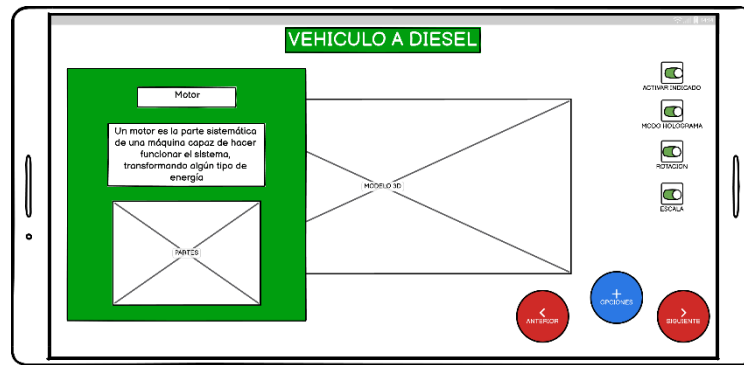 VEHICULO A DIESEL
Motor
Un motor es la parte sistemática
de una máquina capaz de hacer
funcionar el sistema,
transformando algún tipo de
energía
PARTES
MODELO 3D
ACTIVAR INDICADO
MODO HOLOGRAMA
ROTACION
ESCALA
OPCIONES
ANTERIOR
SIGUIENTE